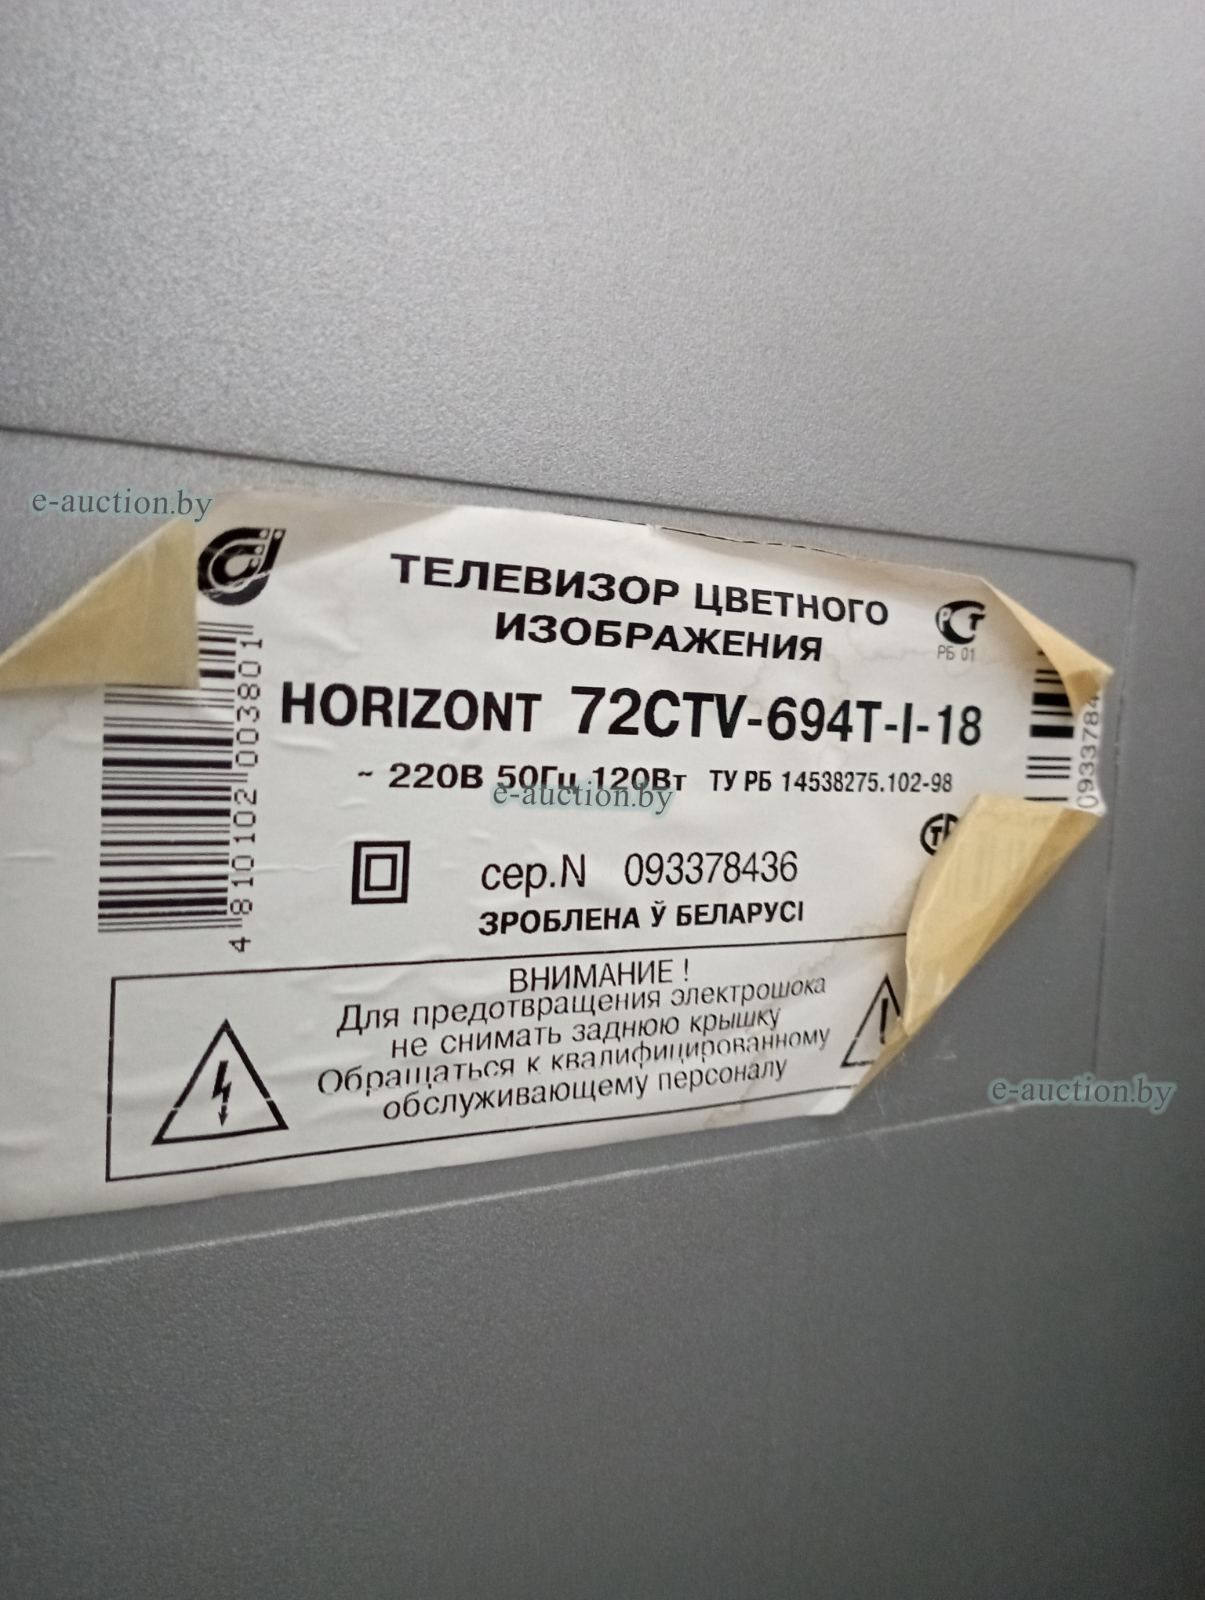 e-auction.by
ТЕЛЕВИЗОР ЦВЕТНОГО
ИЗОБРАЖЕНИЯ
РСТ
РБ 01
HORIZONT 72CTV-694T-I-18
~ 220В 50Гц 120Вт ТУ РБ 14538275.102-98
e-auction.by
сер.N 093378436
ЗРОБЛЕНА Ў БЕЛАРУСІ
4 810102 003801
0933784
ВНИМАНИЕ !
Для предотвращения электрошока
не снимать заднюю крышку
Обращаться к квалифицированному
обслуживающему персоналу
e-auction.by